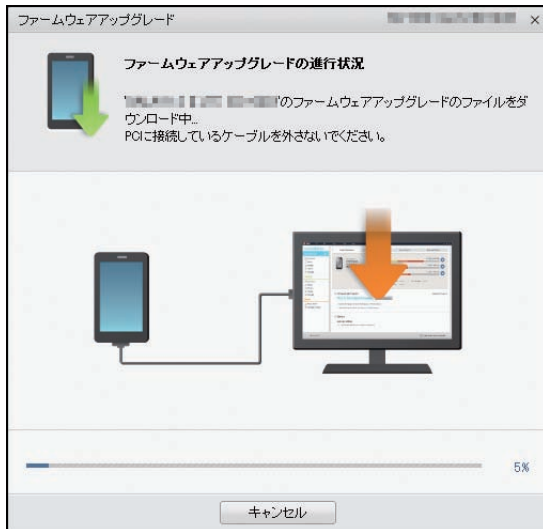 ファームウェアアップグレード
ファームウェアアップグレードの進行状況
のファームウェアアップグレードのファイルをダ
ウンロード中...
PCに接続しているケーブルを外さないでください。
5%
キャンセル